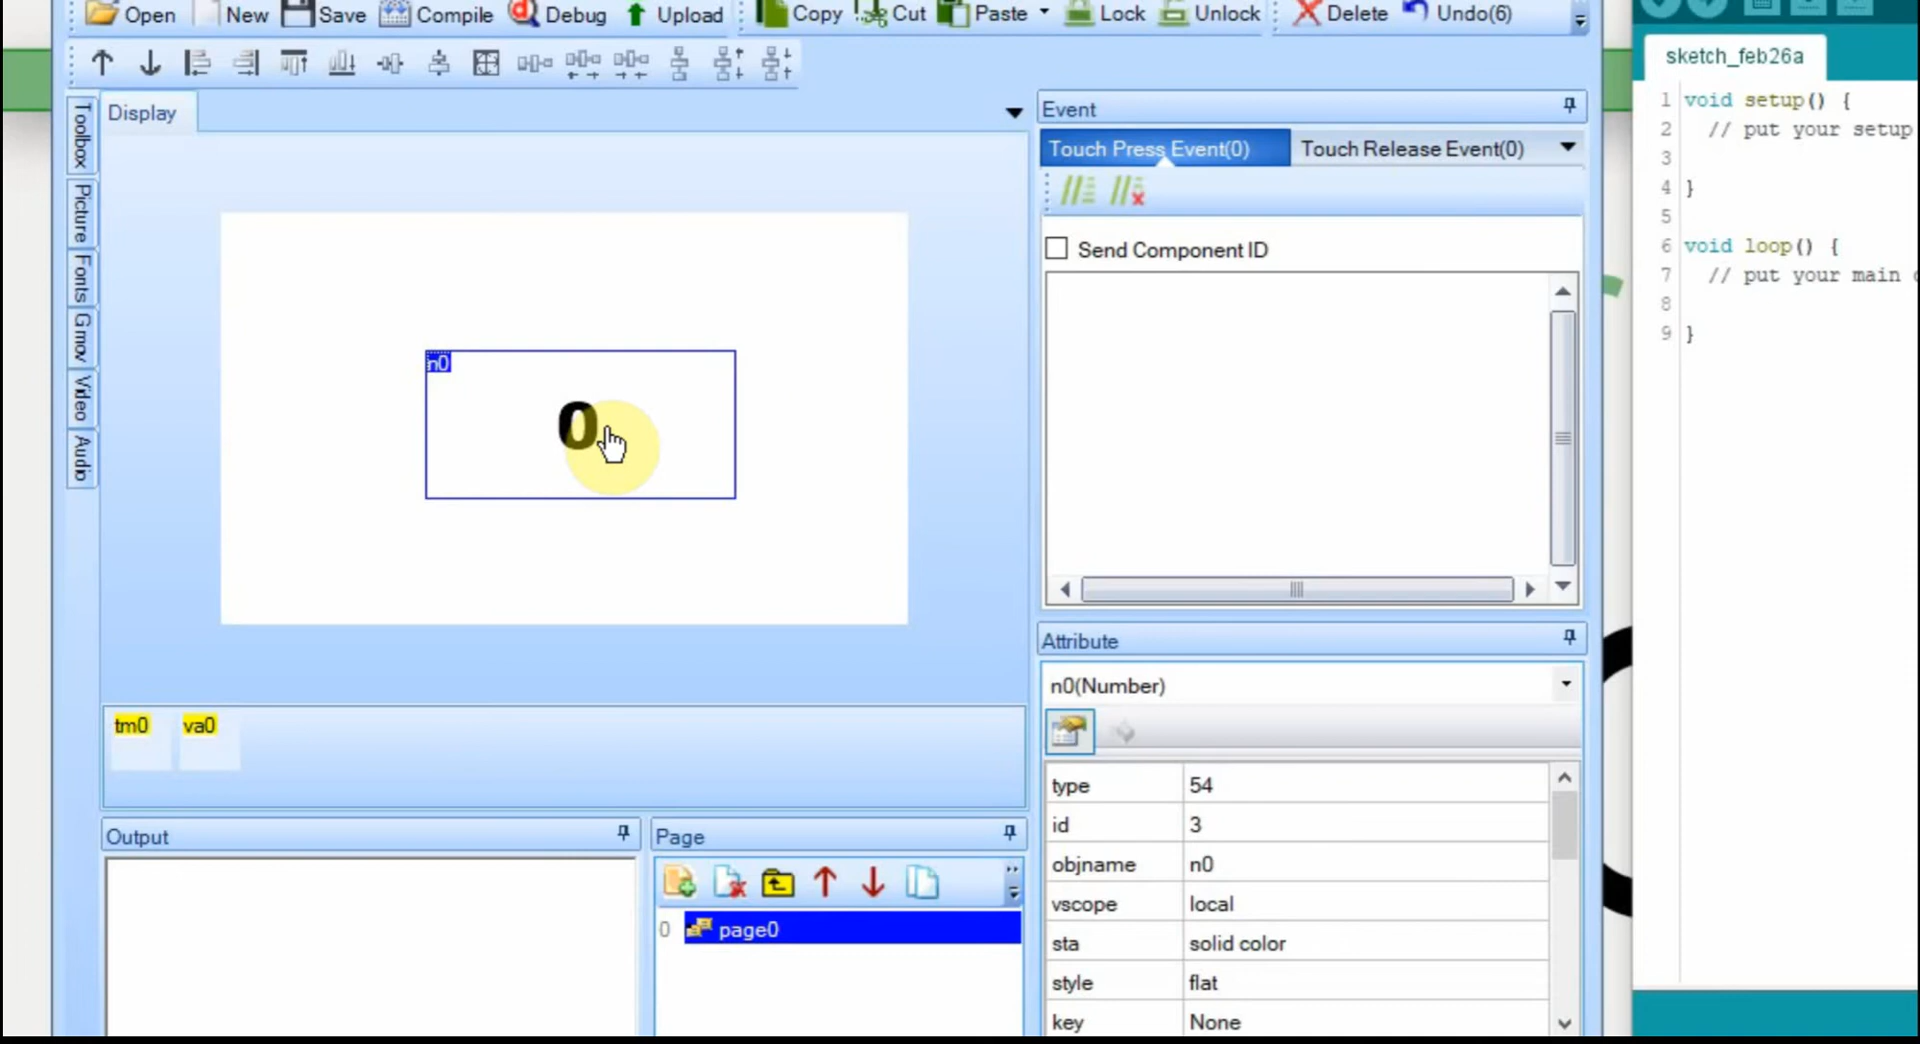 Open New Save Compile Debug Upload Copy Cut Paste Lock Unlock Delete Undo(6)
Toolbox
Picture
Fonts
Gmov
Video
Audio
Display
n0
0
tm0 va0
Output
Page
0 page0
Event
Touch Press Event(0) Touch Release Event(0)
Send Component ID
Attribute
n0(Number)
type 54
id 3
objname n0
vscope local
sta solid color
style flat
key None
sketch_feb26a
1 void setup() {
2 // put your setup
3
4 }
5
6 void loop() {
7 // put your main
8
9 }